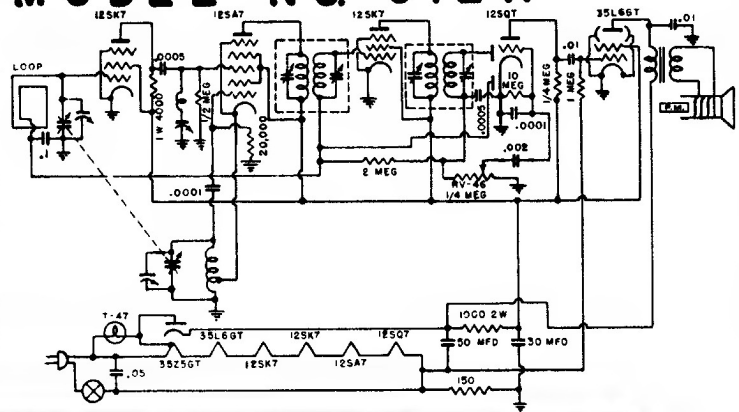 12SK7 12SA7 12SK7 12SQ7 35L6GT
.01
.0005
.01
LOOP
10 MEG
1/4 MEG
1 MEG
P.M.
1W 4000
1/2 MEG
20,000
.0005
.0001
.1
.002
2 MEG
RV-46
1/4 MEG
.0001
T-47
35L6GT 12SK7 12SQ7
1500 2W
50 MFD 30 MFD
35Z5GT 12SK7 12SA7
.05
150